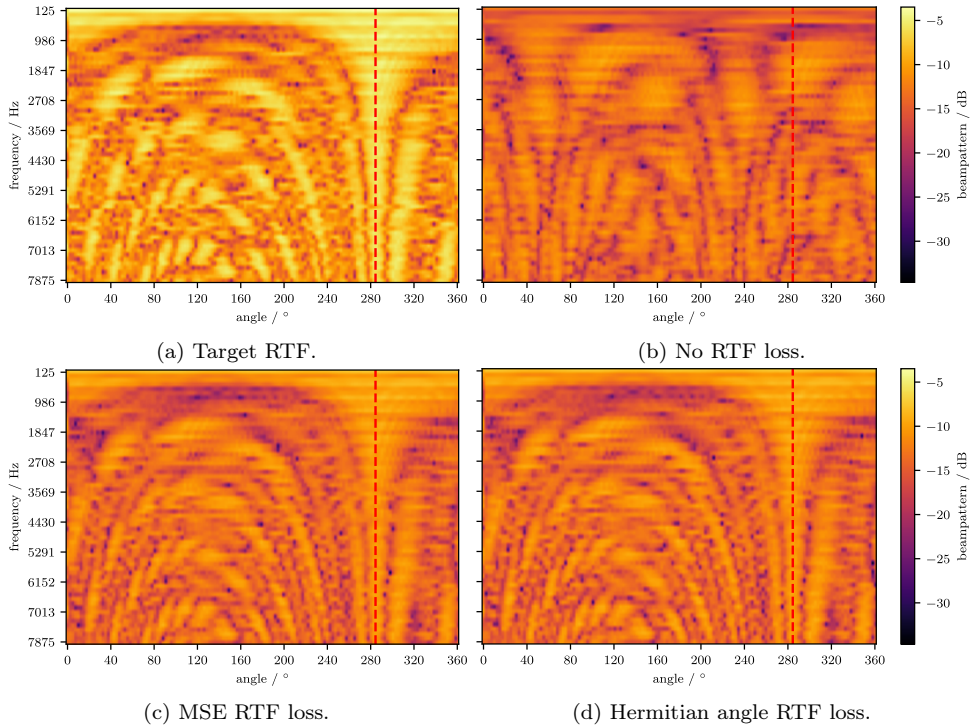 125
986
1847
2708
3569
4430
5291
6152
7013
7875
frequency / Hz
0 40 80 120 160 200 240 280 320 360
angle / °
(a) Target RTF.
0 40 80 120 160 200 240 280 320 360
angle / °
(b) No RTF loss.
−5
−10
−15
−20
−25
−30
beampattern / dB
125
986
1847
2708
3569
4430
5291
6152
7013
7875
frequency / Hz
0 40 80 120 160 200 240 280 320 360
angle / °
(c) MSE RTF loss.
0 40 80 120 160 200 240 280 320 360
angle / °
(d) Hermitian angle RTF loss.
−5
−10
−15
−20
−25
−30
beampattern / dB